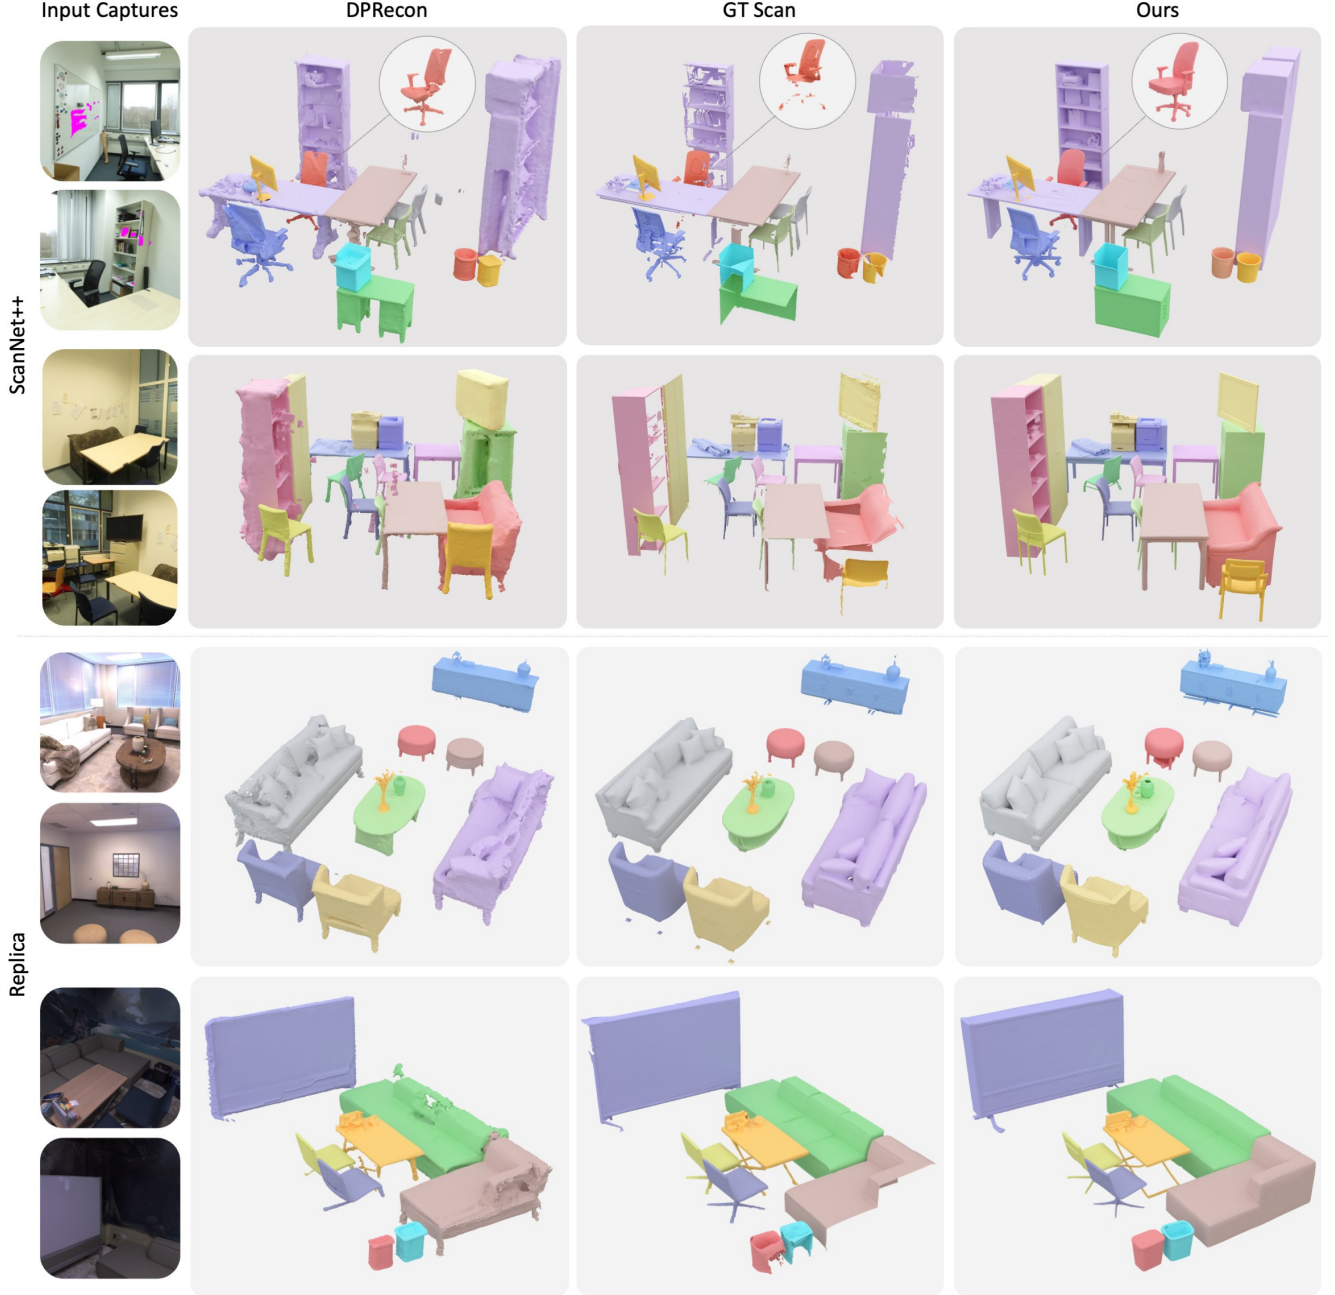 Input Captures
DPRecon
GT Scan
Ours
ScanNet++
Replica